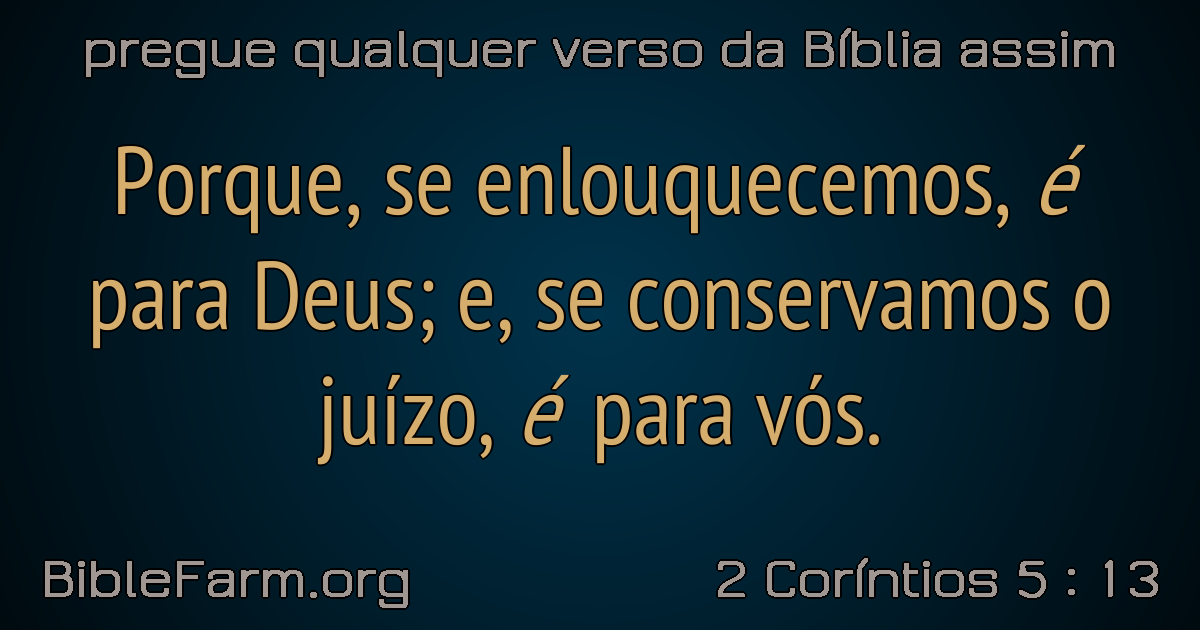 pregue qualquer verso da Bíblia assim
Porque, se enlouquecemos, é
para Deus; e, se conservamos o
juízo, é para vós.
BibleFarm.org
2 Coríntios 5 : 13